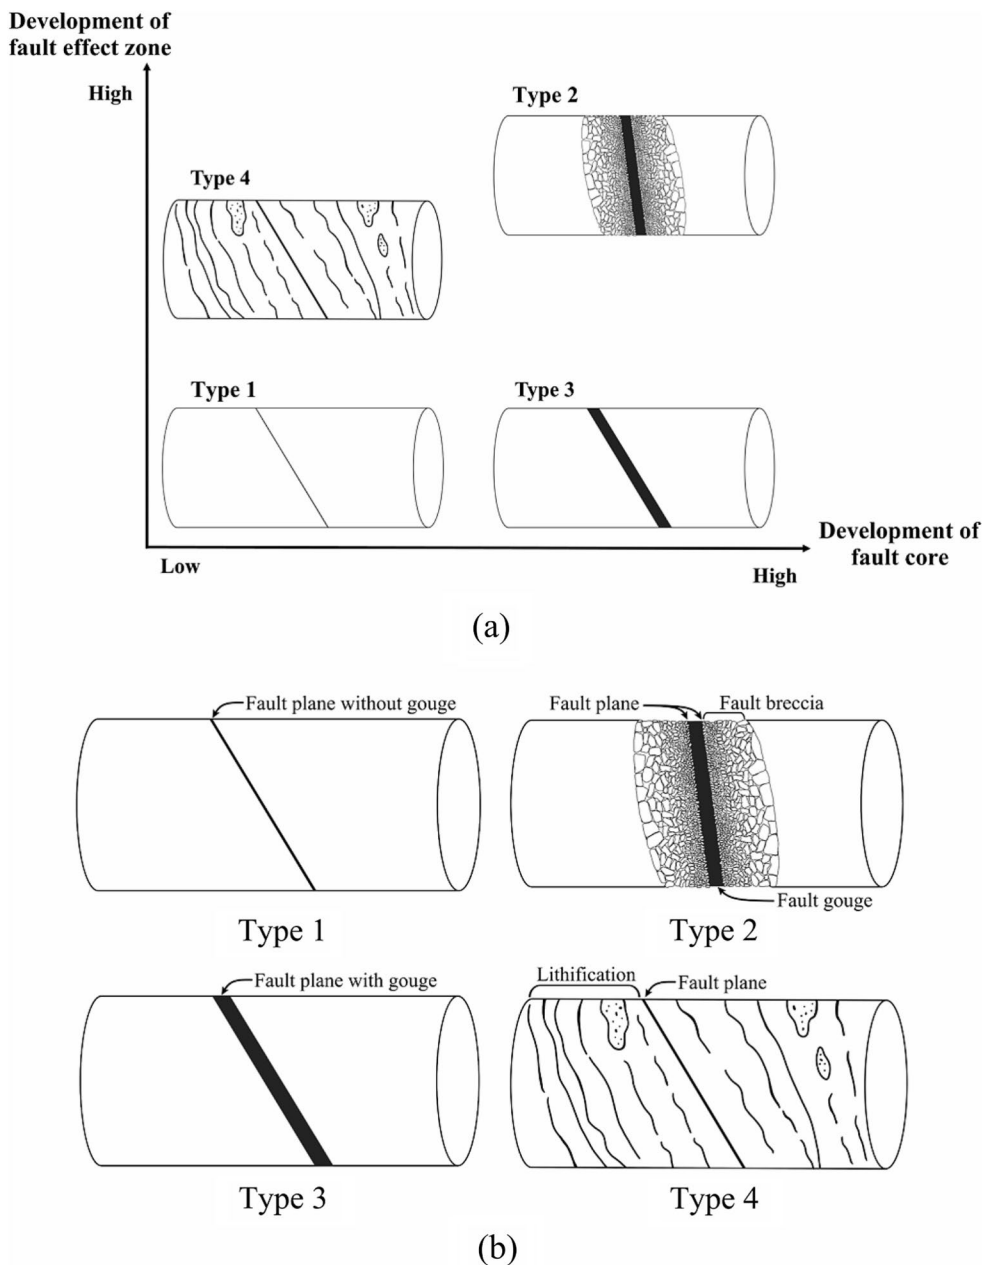 Development of
fault effect zone
High
Type 2
Type 4
Type 1
Type 3
Development of
fault core
Low
High
(a)
Fault plane without gouge
Fault plane
Fault breccia
Fault gouge
Type 1
Type 2
Fault plane with gouge
Lithification
Fault plane
Type 3
Type 4
(b)